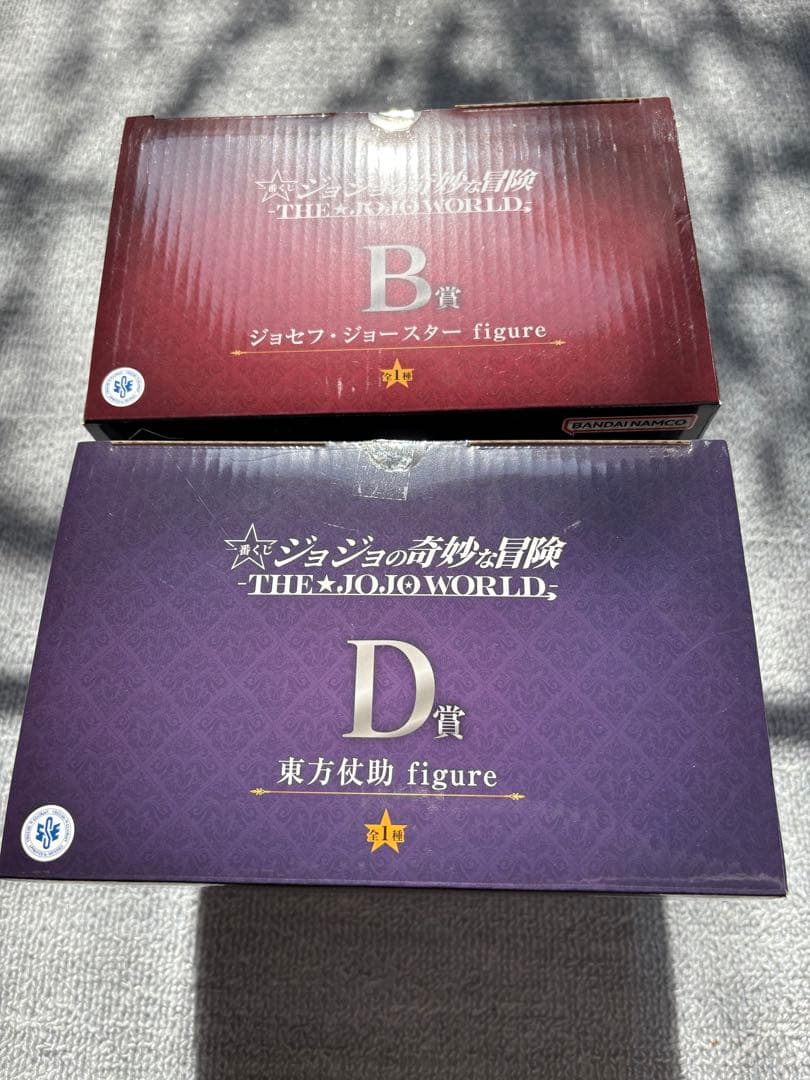 一番くじ ジョジョの奇妙な冒険
-THE★JOJO WORLD-
B賞
ジョセフ・ジョースター figure
全1種
BANDAI NAMCO
一番くじ ジョジョの奇妙な冒険
-THE★JOJO WORLD-
D賞
東方仗助 figure
全1種